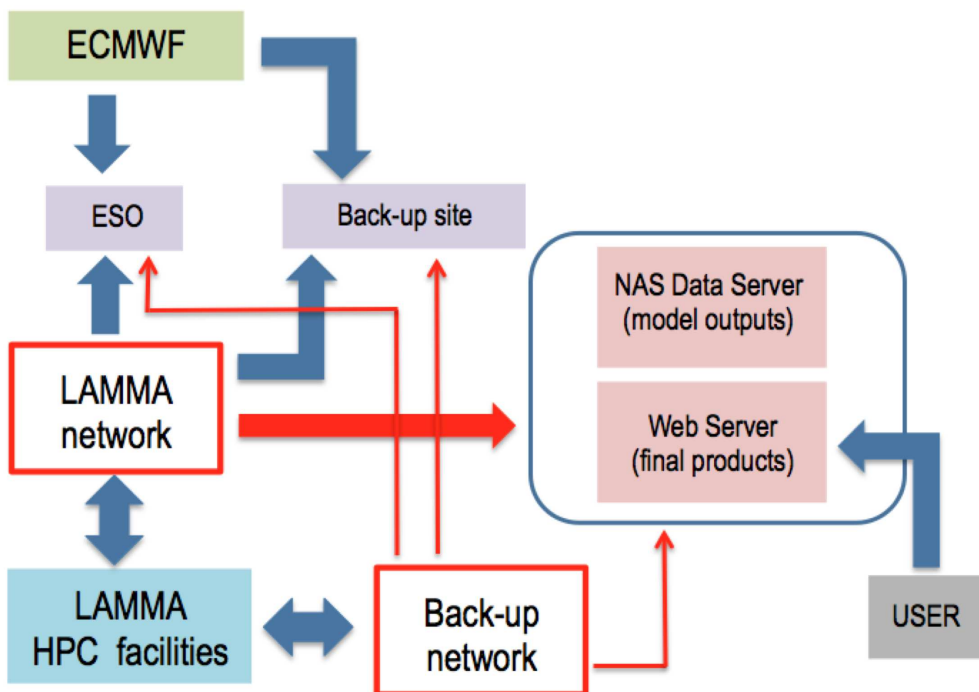 ECMWF
ESO
Back-up site
NAS Data Server
(model outputs)
LAMMA
network
Web Server
(final products)
LAMMA
HPC facilities
Back-up
network
USER